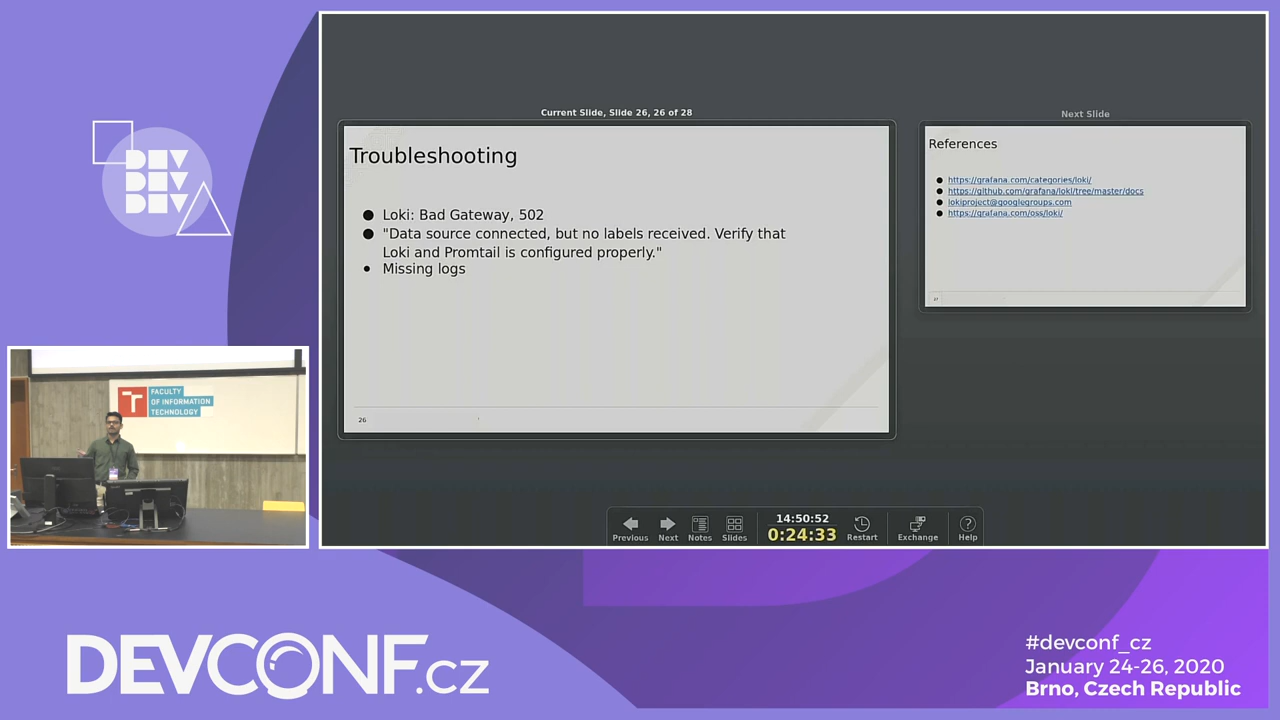 DEV
DEV
DEV
Current Slide, Slide 26, 26 of 28
Troubleshooting
● Loki: Bad Gateway, 502
● "Data source connected, but no labels received. Verify that
Loki and Promtail is configured properly."
• Missing logs
26
Next Slide
References
● https://grafana.com/categories/loki/
● https://github.com/grafana/loki/tree/master/docs
● lokiproject@googlegroups.com
● https://grafana.com/oss/loki/
27
FACULTY
OF INFORMATION
TECHNOLOGY
Previous
Next
Notes
Slides
14:50:52
0:24:33
Restart
Exchange
Help
DEVCONF.cz
#devconf_cz
January 24-26, 2020
Brno, Czech Republic